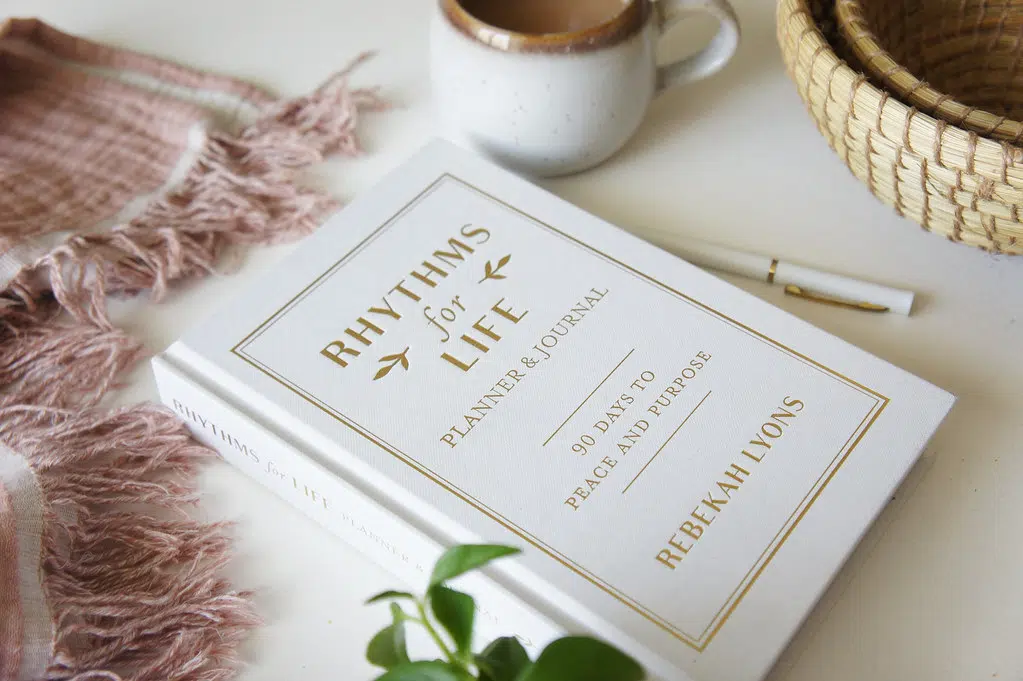 RHYTHMS
for
LIFE
PLANNER & JOURNAL
90 DAYS TO
PEACE AND PURPOSE
REBEKAH LYONS
RHYTHMS for LIFE PLANNER &